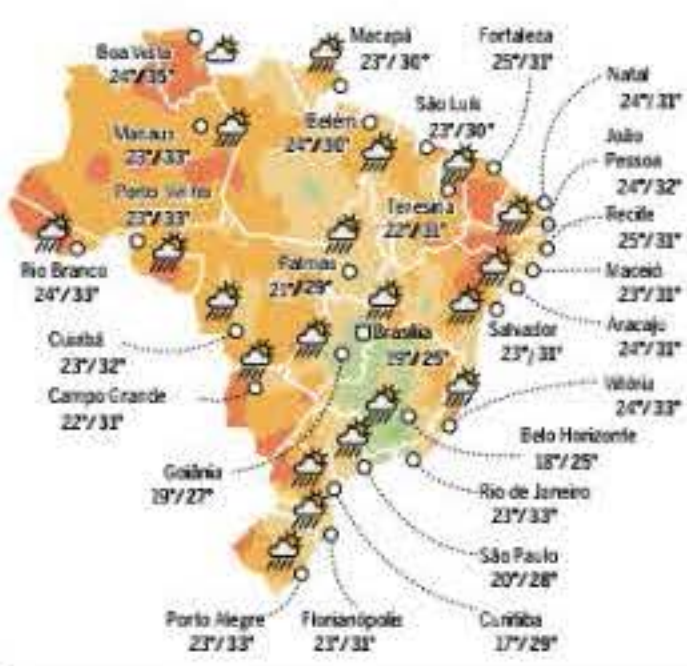 Boa Vista
24°/35°
Macapá
23°/30°
Fortaleza
25°/31°
Natal
24°/31°
São Luís
23°/30°
João
Pessoa
24°/32°
Manaus
23°/33°
Belém
24°/30°
Recife
25°/31°
Porto Velho
23°/33°
Teresina
22°/31°
Rio Branco
24°/33°
Palmas
21°/29°
Maceió
23°/31°
Aracaju
24°/31°
Salvador
23°/31°
Cuiabá
23°/32°
Brasília
19°/25°
Vitória
24°/33°
Campo Grande
22°/31°
Belo Horizonte
18°/25°
Goiânia
19°/27°
Rio de Janeiro
23°/33°
São Paulo
20°/28°
Porto Alegre
23°/33°
Florianópolis
23°/31°
Curitiba
17°/29°